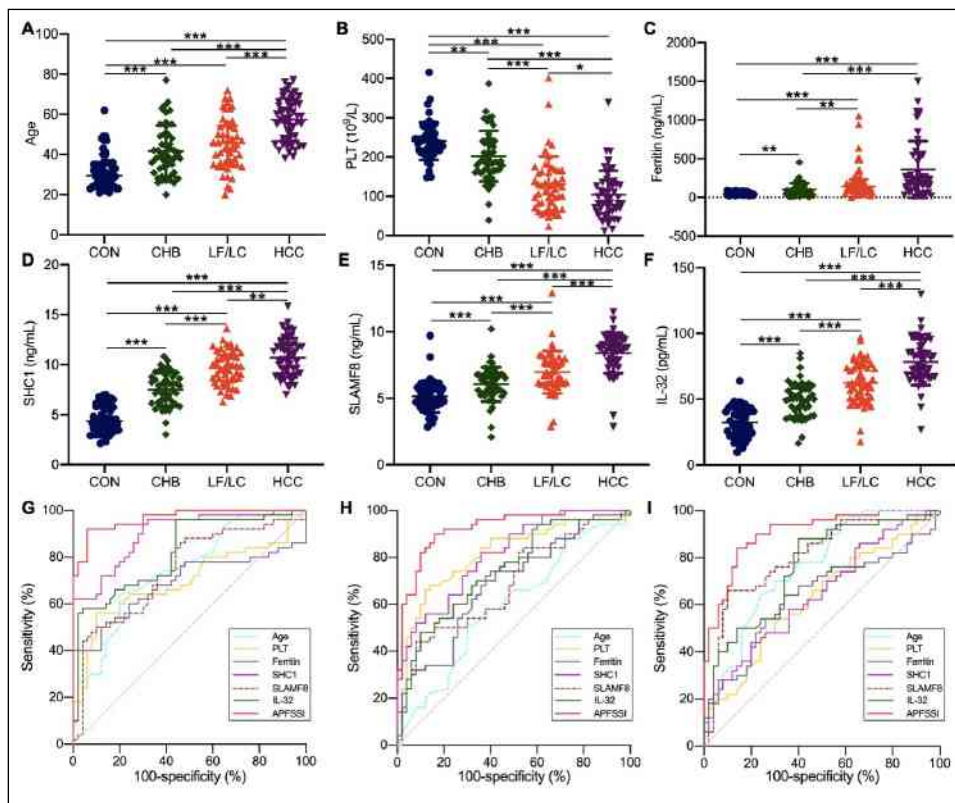 A
Age
100
80
60
40
20
0
***
***
***
***
***
CON CHB LF/LC HCC
B
PLT (10⁹/L)
500
400
300
200
100
0
***
***
**
***
***
*
CON CHB LF/LC HCC
C
Ferritin (ng/mL)
2000
1500
1000
500
0
-500
***
***
***
**
**
CON CHB LF/LC HCC
D
SHC1 (ng/mL)
20
15
10
5
0
***
***
**
***
***
***
CON CHB LF/LC HCC
E
SLAMF8 (ng/mL)
15
10
5
0
***
***
***
***
***
***
CON CHB LF/LC HCC
F
IL-32 (pg/mL)
150
100
50
0
***
***
***
***
***
***
CON CHB LF/LC HCC
G
Sensitivity (%)
100
80
60
40
20
0
Age
PLT
Ferritin
SHC1
SLAMF8
IL-32
APFSSI
0 20 40 60 80 100
100-specificity (%)
H
Sensitivity (%)
100
80
60
40
20
0
Age
PLT
Ferritin
SHC1
SLAMF8
IL-32
APFSSI
0 20 40 60 80 100
100-specificity (%)
I
Sensitivity (%)
100
80
60
40
20
0
Age
PLT
Ferritin
SHC1
SLAMF8
IL-32
APFSSI
0 20 40 60 80 100
100-specificity (%)